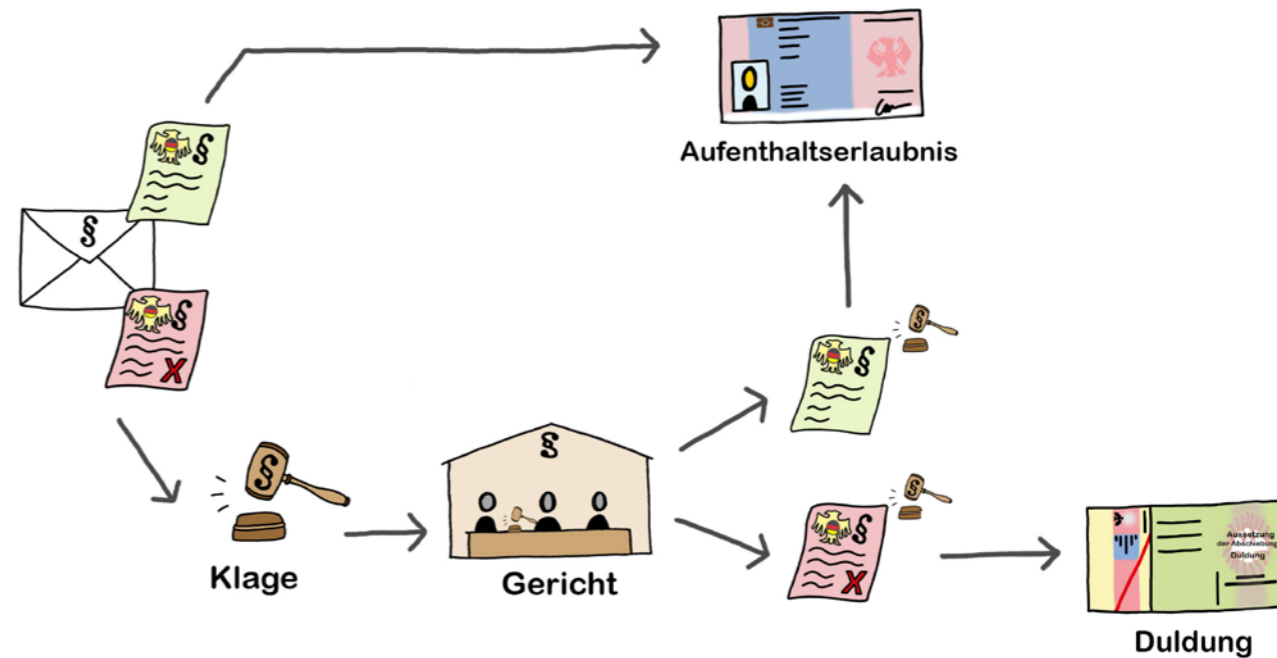 §
§
§
X
Aufenthaltserlaubnis
§
§
§
§
§
X
§
§
Klage
Gericht
Aussetzung
der Abschiebung
Duldung
Duldung